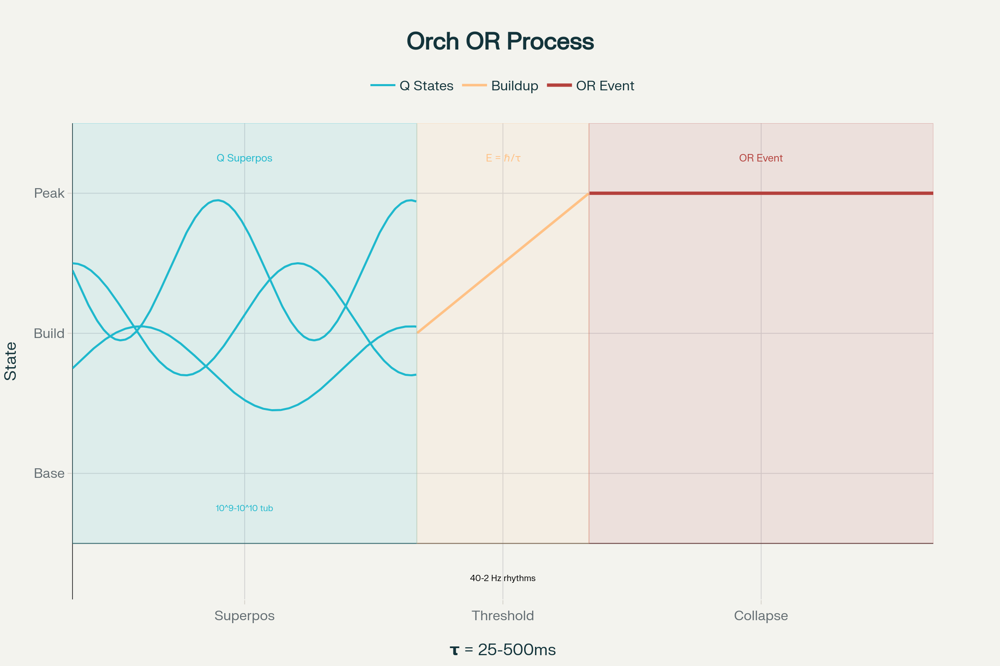 Orch OR Process
Q States Buildup OR Event
Q Superpos E = ℏ/τ OR Event
Peak
Build
Base
State
10^9-10^10 tub
40-2 Hz rhythms
Superpos Threshold Collapse
τ = 25-500ms